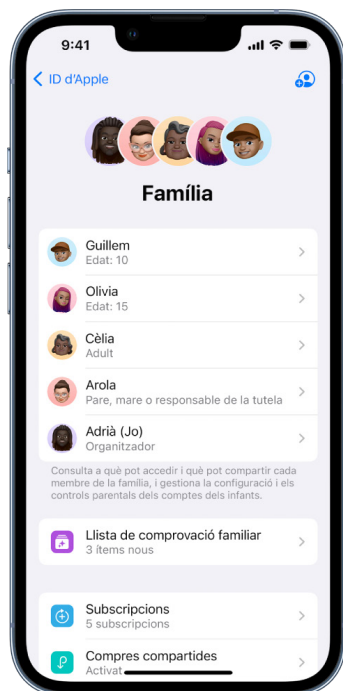 9:41
ID d'Apple
Família
Guillem
Edat: 10
Olivia
Edat: 15
Cèlia
Adult
Arola
Pare, mare o responsable de la tutela
Adrià (Jo)
Organitzador
Consulta a què pot accedir i què pot compartir cada
membre de la família, i gestiona la configuració i els
controls parentals dels comptes dels infants.
Llista de comprovació familiar
3 ítems nous
Subscripcions
5 subscripcions
Compres compartides
Activat